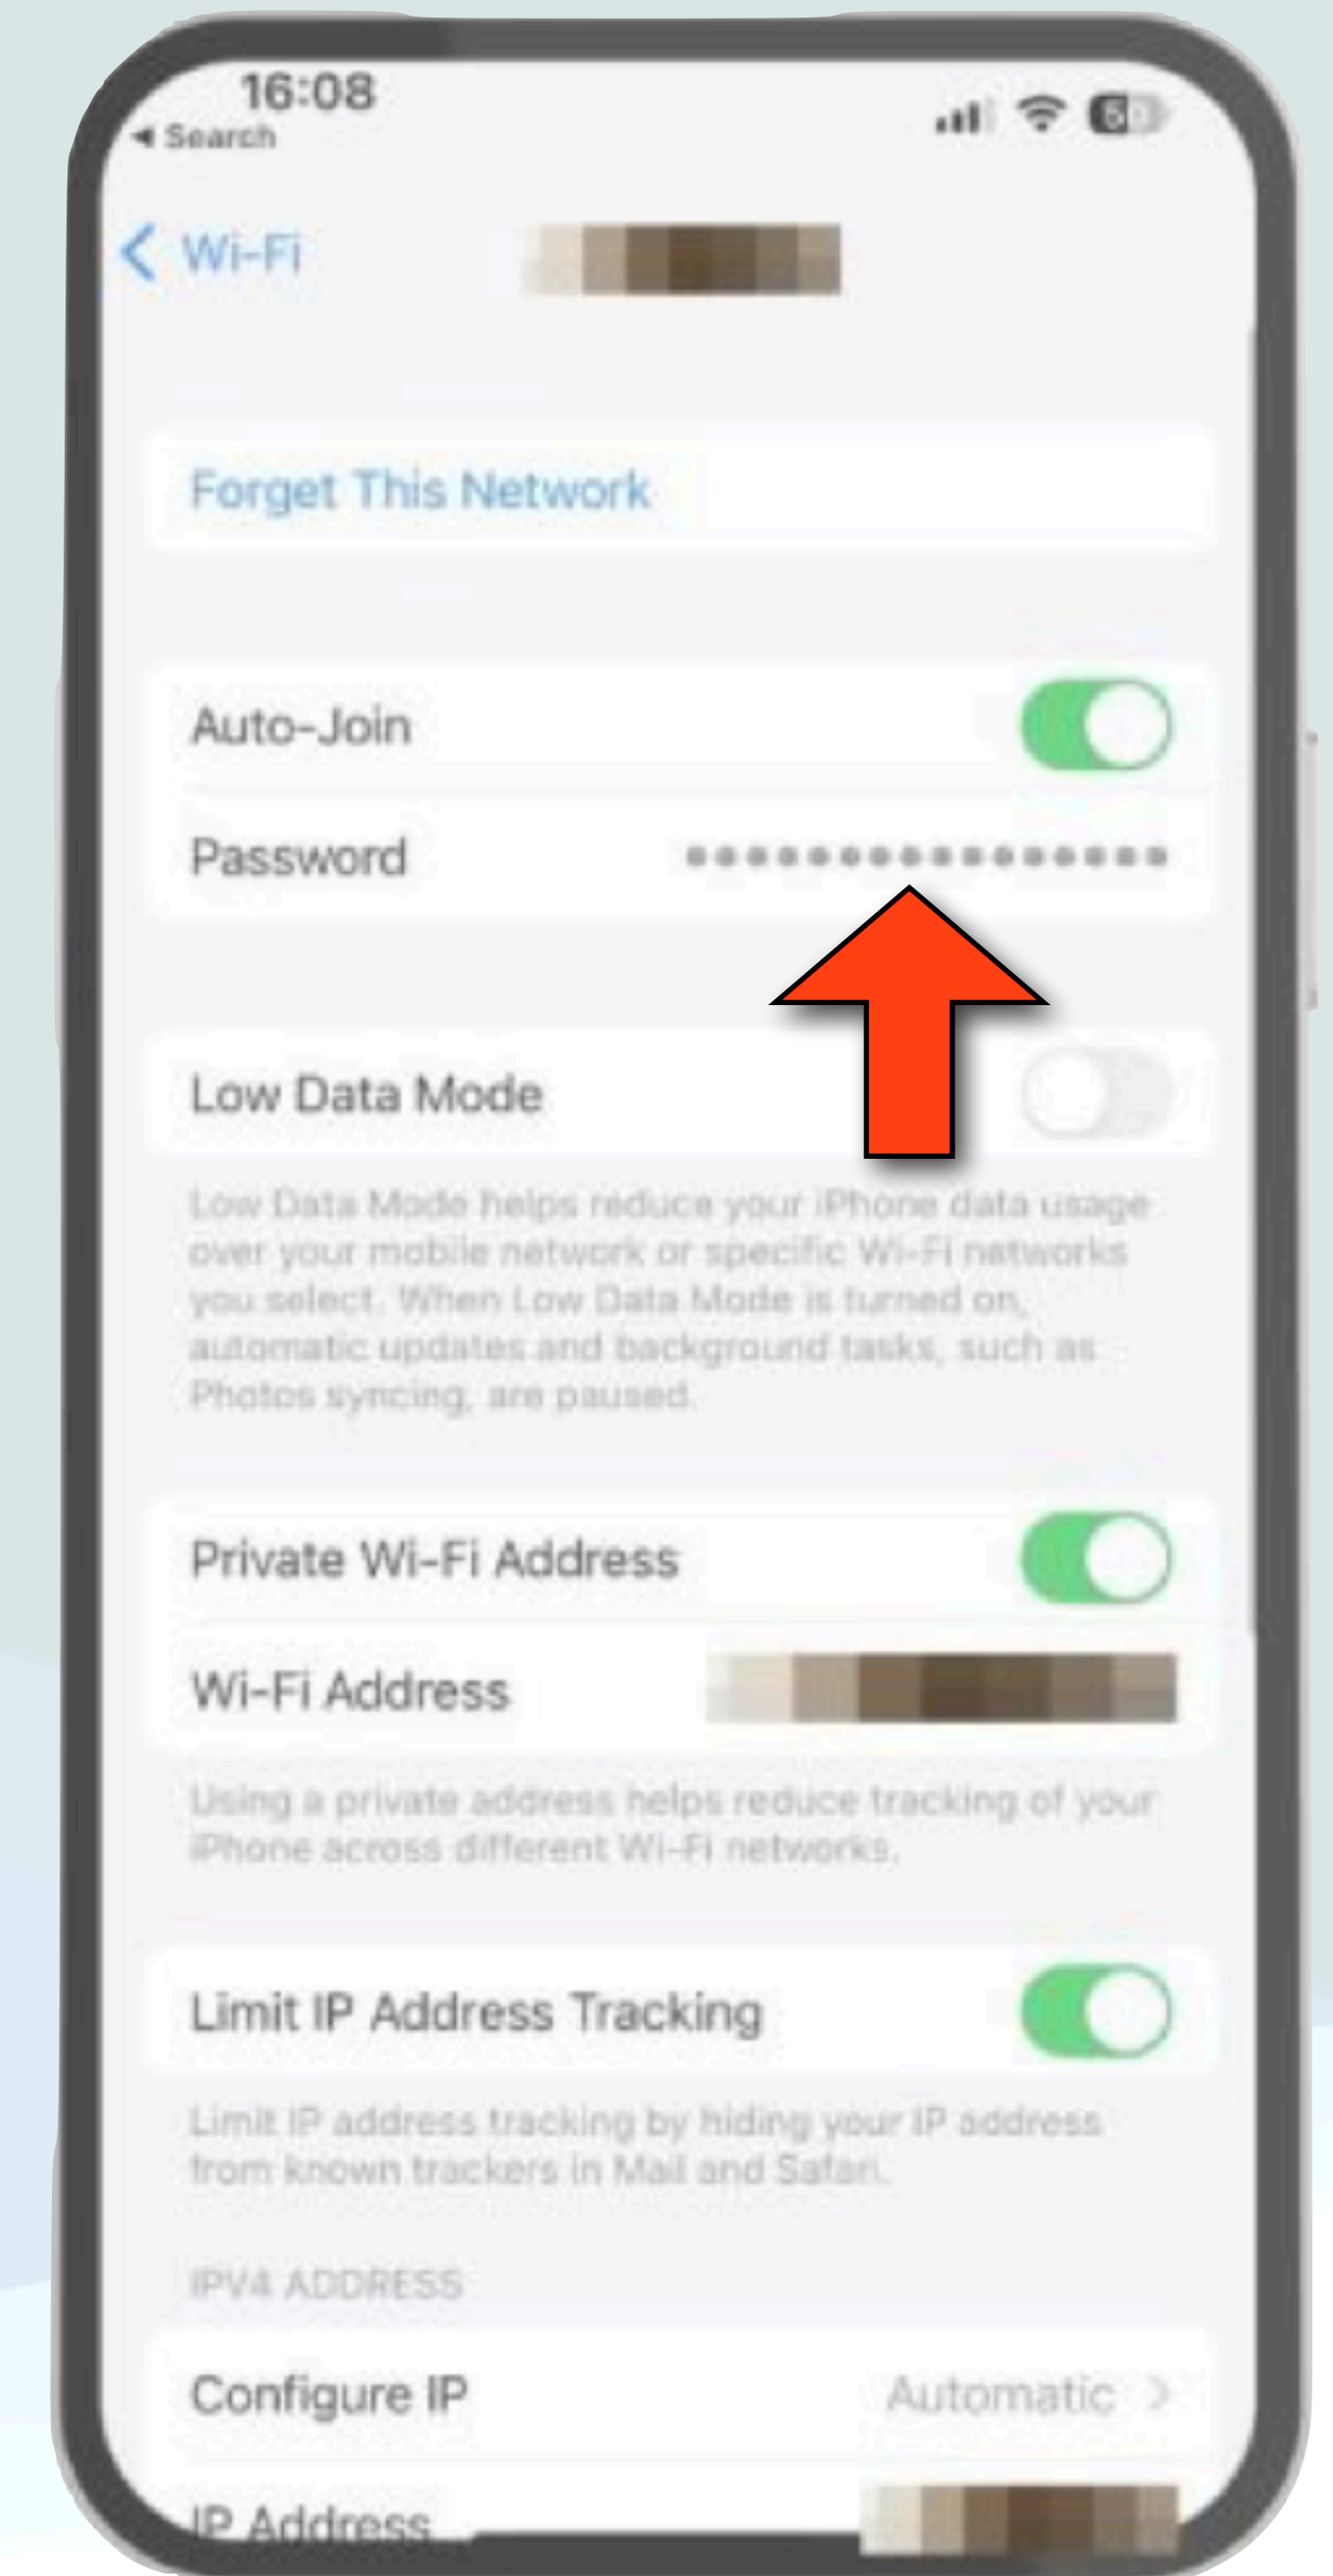 16:08
◀ Search
Wi-Fi
Forget This Network
Auto-Join
Password ••••••••••••••••
Low Data Mode
Low Data Mode helps reduce your iPhone data usage
over your mobile network or specific Wi-Fi networks
you select. When Low Data Mode is turned on,
automatic updates and background tasks, such as
Photos syncing, are paused.
Private Wi-Fi Address
Wi-Fi Address
Using a private address helps reduce tracking of your
iPhone across different Wi-Fi networks.
Limit IP Address Tracking
Limit IP address tracking by hiding your IP address
from known trackers in Mail and Safari.
IPV4 ADDRESS
Configure IP Automatic >
IP Address